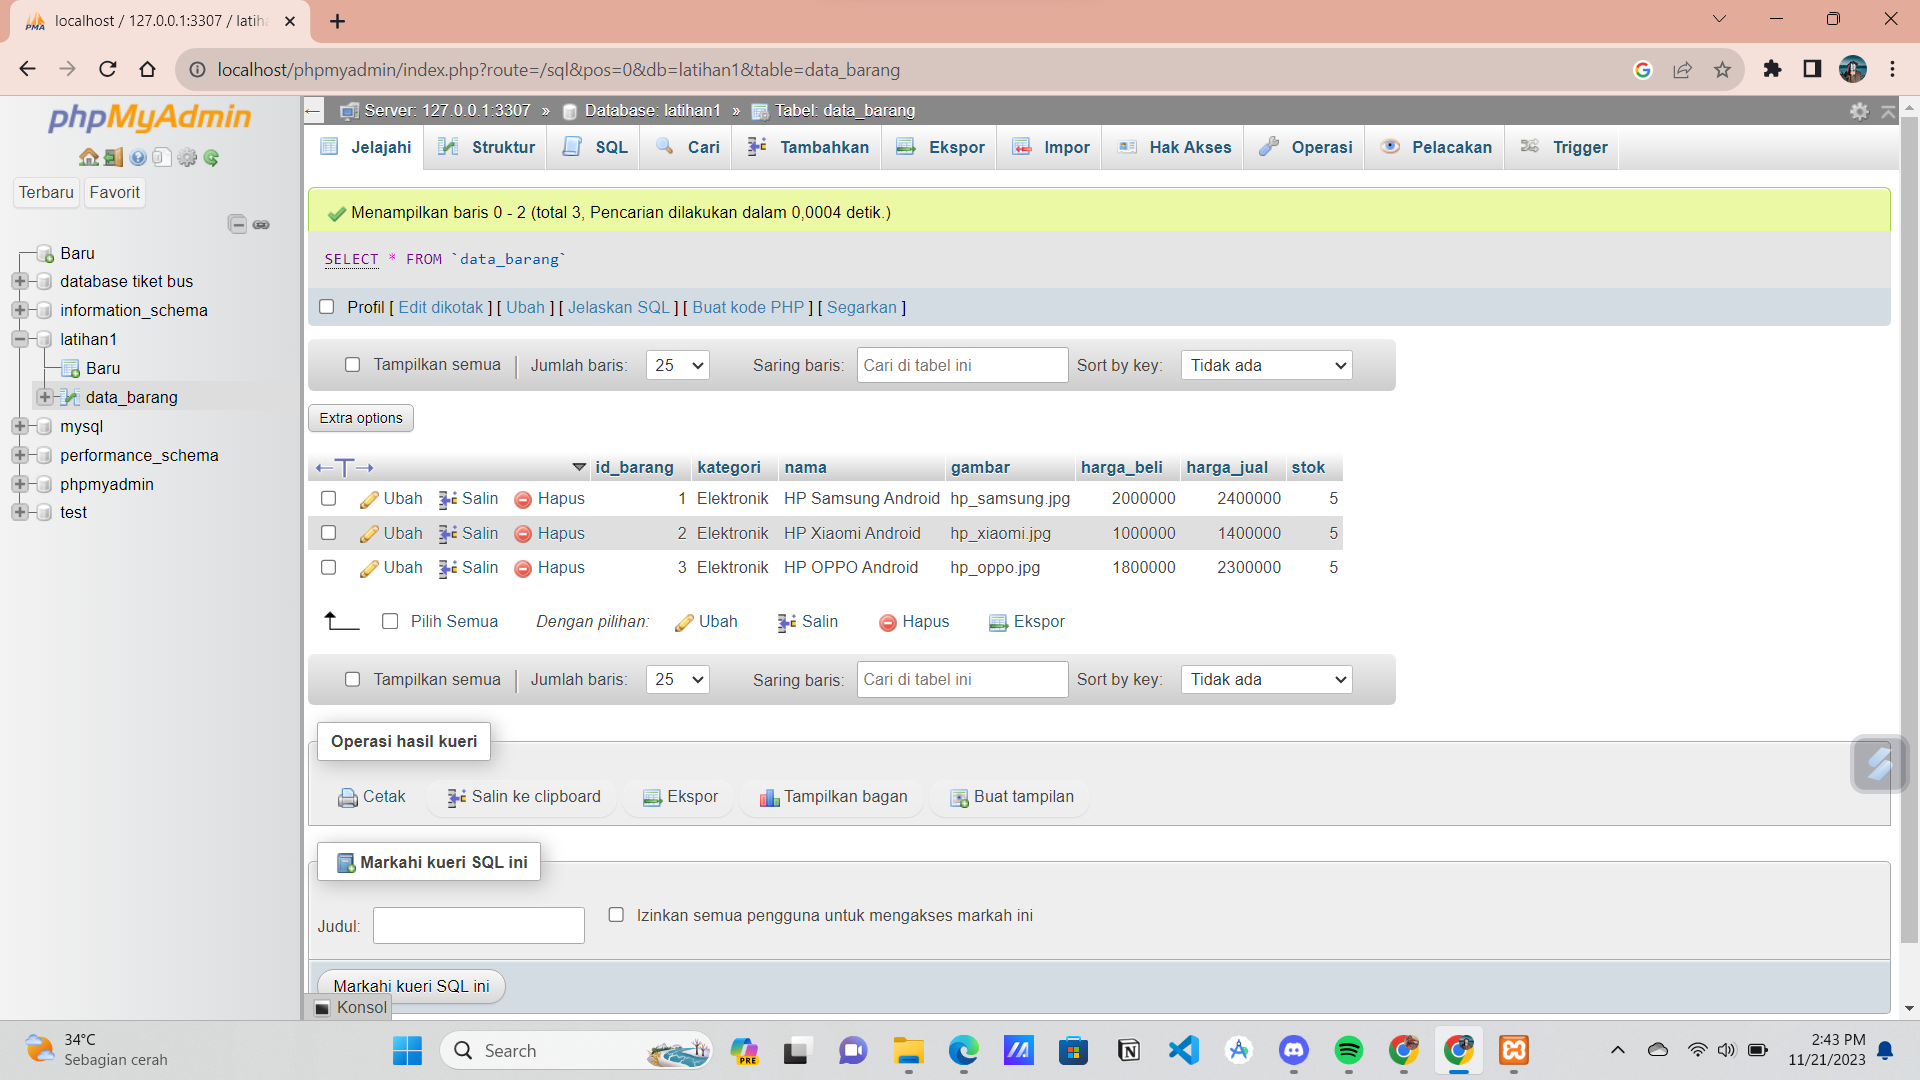 localhost / 127.0.0.1:3307 / latih
localhost/phpmyadmin/index.php?route=/sql&pos=0&db=latihan1&table=data_barang
phpMyAdmin
Terbaru Favorit
Baru
database tiket bus
information_schema
latihan1
Baru
data_barang
mysql
performance_schema
phpmyadmin
test
Server: 127.0.0.1:3307 » Database: latihan1 » Tabel: data_barang
Jelajahi Struktur SQL Cari Tambahkan Ekspor Impor Hak Akses Operasi Pelacakan Trigger
Menampilkan baris 0 - 2 (total 3, Pencarian dilakukan dalam 0,0004 detik.)
SELECT * FROM `data_barang`
Profil [ Edit dikotak ] [ Ubah ] [ Jelaskan SQL ] [ Buat kode PHP ] [ Segarkan ]
Tampilkan semua Jumlah baris: 25 Saring baris: Cari di tabel ini Sort by key: Tidak ada
Extra options
←T→ id_barang kategori nama gambar harga_beli harga_jual stok
Ubah Salin Hapus 1 Elektronik HP Samsung Android hp_samsung.jpg 2000000 2400000 5
Ubah Salin Hapus 2 Elektronik HP Xiaomi Android hp_xiaomi.jpg 1000000 1400000 5
Ubah Salin Hapus 3 Elektronik HP OPPO Android hp_oppo.jpg 1800000 2300000 5
Pilih Semua Dengan pilihan: Ubah Salin Hapus Ekspor
Tampilkan semua Jumlah baris: 25 Saring baris: Cari di tabel ini Sort by key: Tidak ada
Operasi hasil kueri
Cetak Salin ke clipboard Ekspor Tampilkan bagan Buat tampilan
Markahi kueri SQL ini
Judul: Izinkan semua pengguna untuk mengakses markah ini
Markahi kueri SQL ini
Konsol
34°C
Sebagian cerah
Search
PRE
2:43 PM
11/21/2023